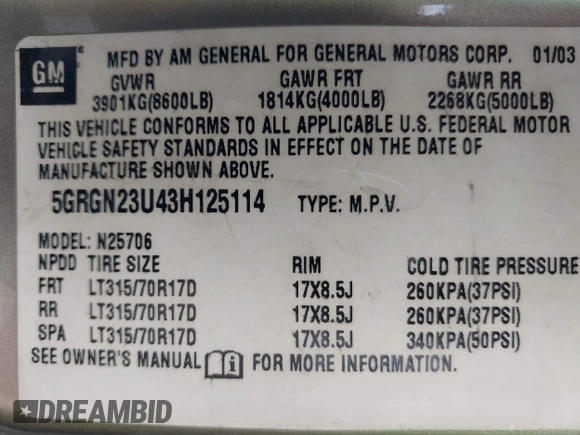 GM
MFD BY AM GENERAL FOR GENERAL MOTORS CORP. 01/03
GVWR GAWR FRT GAWR RR
3901KG(8600LB) 1814KG(4000LB) 2268KG(5000LB)
THIS VEHICLE CONFORMS TO ALL APPLICABLE U.S. FEDERAL MOTOR
VEHICLE SAFETY STANDARDS IN EFFECT ON THE DATE OF
MANUFACTURE SHOWN ABOVE.
5GRGN23U43H125114 TYPE: M.P.V.
MODEL: N25706
NPDD TIRE SIZE RIM COLD TIRE PRESSURE
FRT LT315/70R17D 17X8.5J 260KPA(37PSI)
RR LT315/70R17D 17X8.5J 260KPA(37PSI)
SPA LT315/70R17D 17X8.5J 340KPA(50PSI)
SEE OWNER'S MANUAL i FOR MORE INFORMATION.
DREAMBID